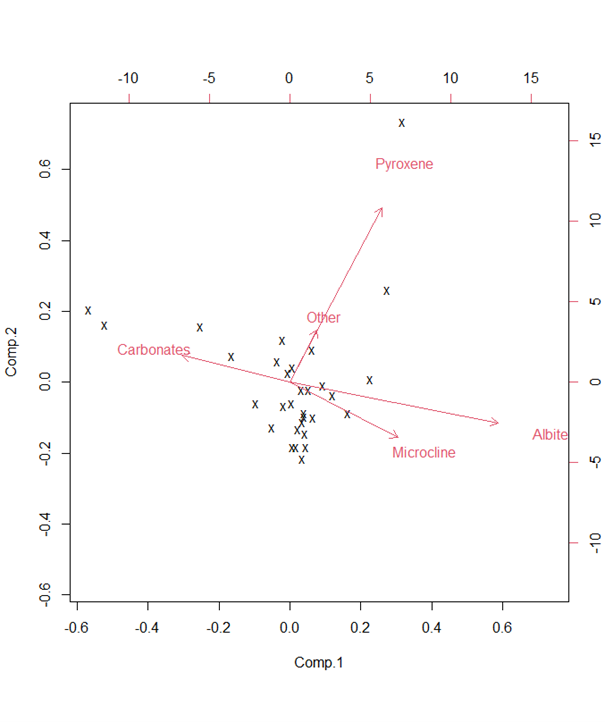 -10 -5 0 5 10 15
Pyroxene
Other
Carbonates
Microcline
Albite
15
10
5
0
-5
-10
0.6
0.4
0.2
0.0
-0.2
-0.4
-0.6
Comp.2
-0.6 -0.4 -0.2 0.0 0.2 0.4 0.6
Comp.1